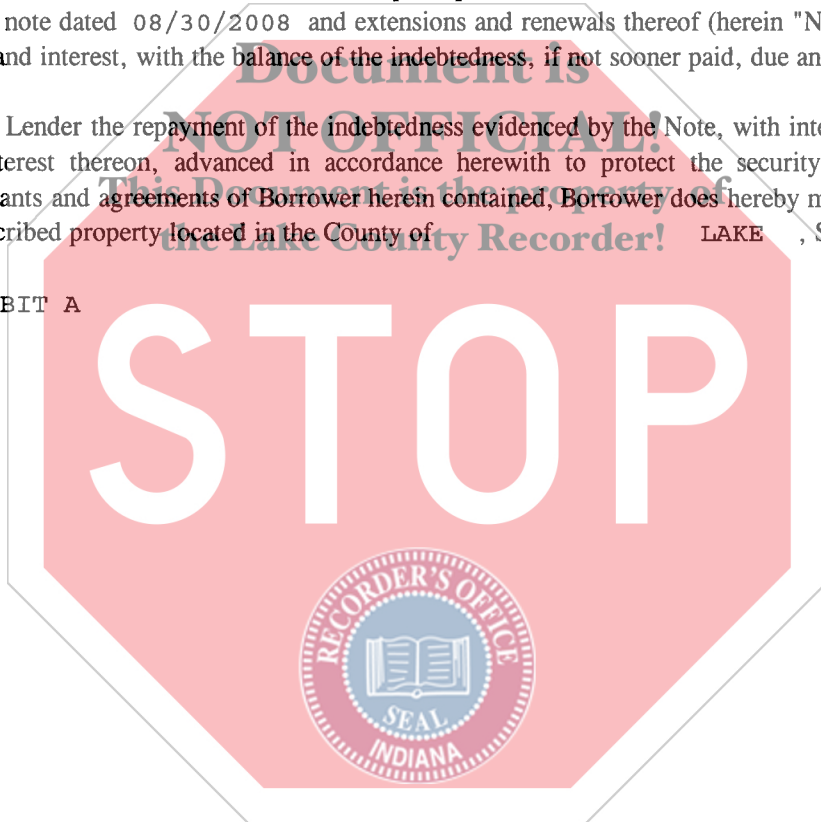 note dated 08/30/2008 and extensions and renewals thereof (herein "N
and interest, with the balance of the indebtedness, if not sooner paid, due an
Document is
Lender the repayment of the indebtedness evidenced by the Note, with inte
NOT OFFICIAL!
terest thereon, advanced in accordance herewith to protect the security
This Document is the property of
ants and agreements of Borrower herein contained, Borrower does hereby m
cribed property located in the County of LAKE , S
the Lake County Recorder!
BIT A
STOP
RECORDER'S OFFICE
SEAL
INDIANA